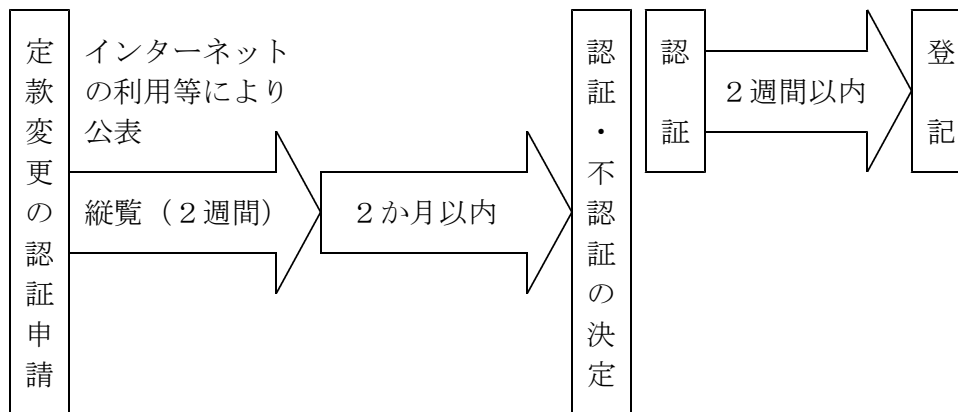 定款変更の認証申請
インターネット
の利用等により
公表
縦覧（２週間）
２か月以内
認証・不認証の決定
認証
２週間以内
登記